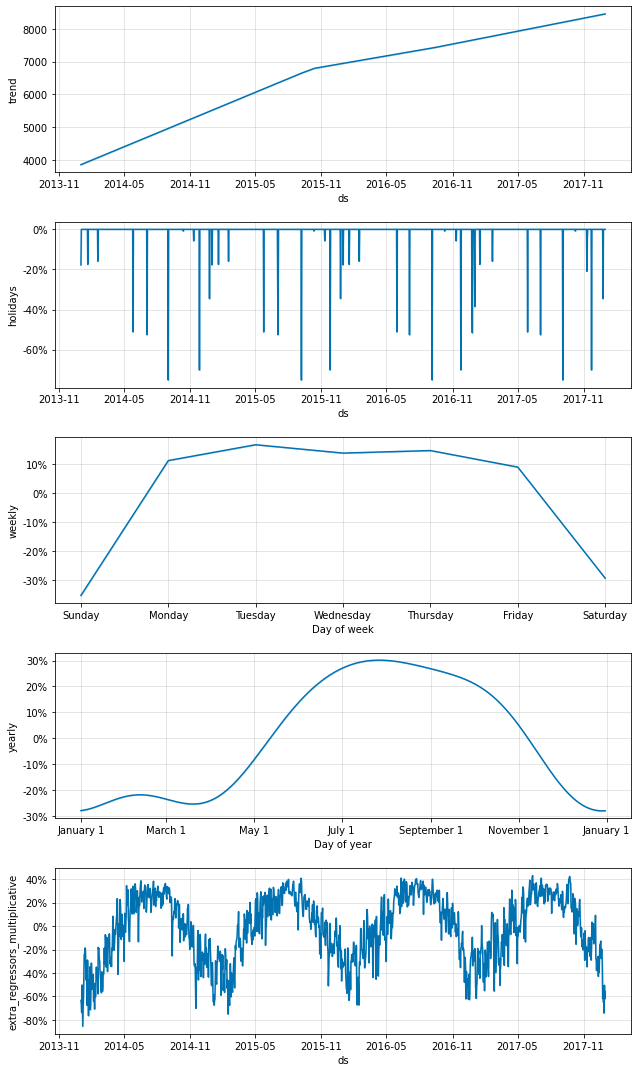 8000
7000
6000
5000
4000
trend
2013-11 2014-05 2014-11 2015-05 2015-11 2016-05 2016-11 2017-05 2017-11
ds
0%
-20%
-40%
-60%
holidays
2013-11 2014-05 2014-11 2015-05 2015-11 2016-05 2016-11 2017-05 2017-11
ds
10%
0%
-10%
-20%
-30%
weekly
Sunday Monday Tuesday Wednesday Thursday Friday Saturday
Day of week
30%
20%
10%
0%
-10%
-20%
-30%
yearly
January 1 March 1 May 1 July 1 September 1 November 1 January 1
Day of year
40%
20%
0%
-20%
-40%
-60%
-80%
extra_regressors_multiplicative
2013-11 2014-05 2014-11 2015-05 2015-11 2016-05 2016-11 2017-05 2017-11
ds